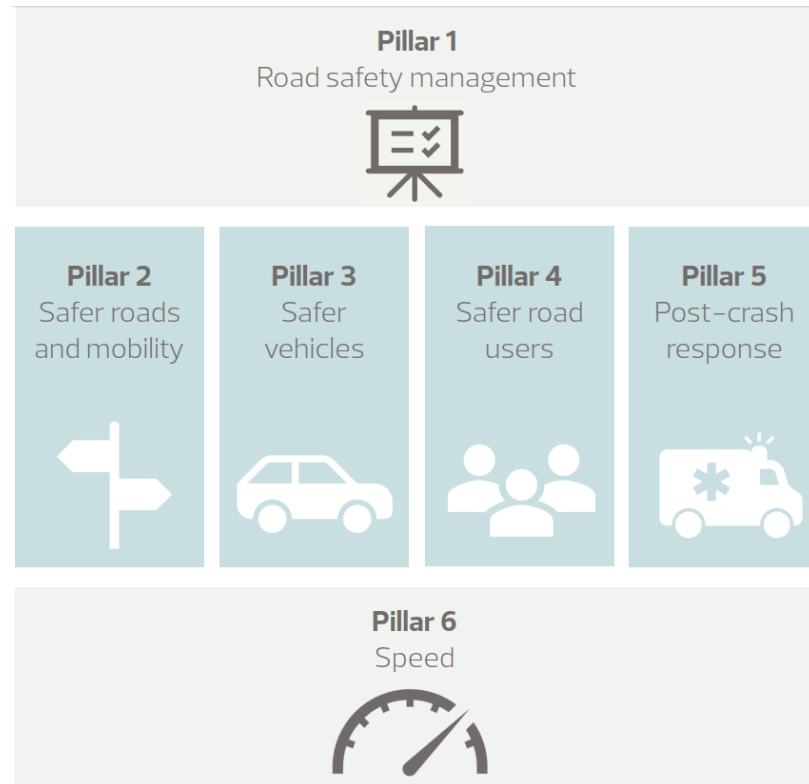 Pillar 1
Road safety management
Pillar 2
Safer roads
and mobility
Pillar 3
Safer
vehicles
Pillar 4
Safer road
users
Pillar 5
Post-crash
response
Pillar 6
Speed